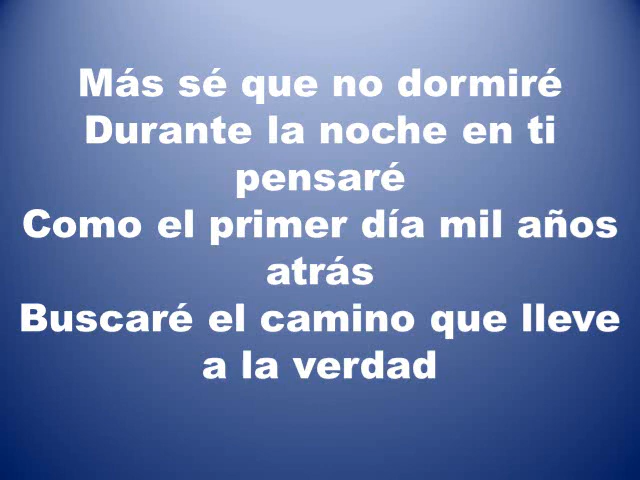 Más sé que no dormiré
Durante la noche en ti
pensaré
Como el primer día mil años
atrás
Buscaré el camino que lleve
a la verdad